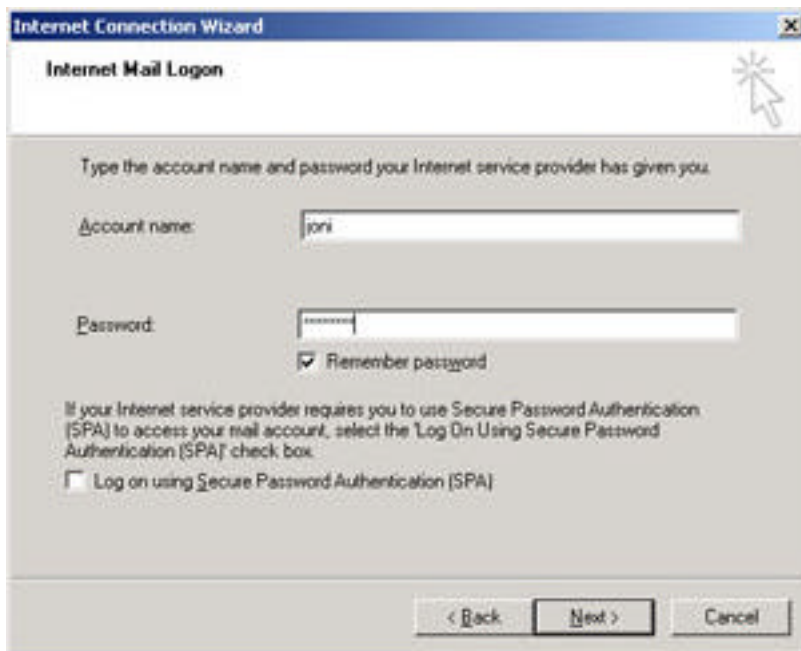 Internet Connection Wizard
Internet Mail Logon
Type the account name and password your Internet service provider has given you.
Account name:
joni
Password:
Remember password
If your Internet service provider requires you to use Secure Password Authentication
(SPA) to access your mail account, select the 'Log On Using Secure Password
Authentication (SPA)' check box.
Log on using Secure Password Authentication (SPA)
< Back
Next >
Cancel